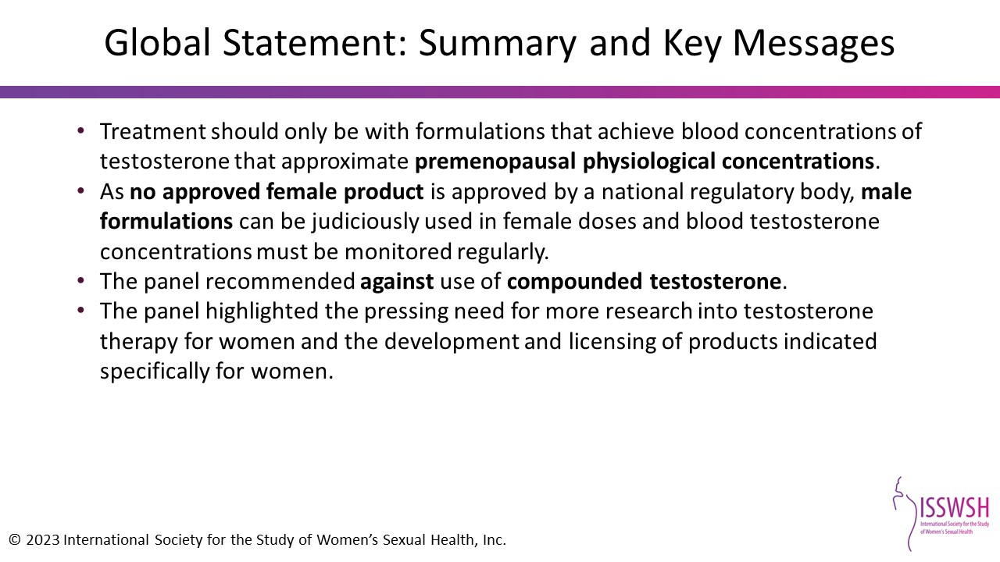 Global Statement: Summary and Key Messages
• Treatment should only be with formulations that achieve blood concentrations of
testosterone that approximate premenopausal physiological concentrations.
• As no approved female product is approved by a national regulatory body, male
formulations can be judiciously used in female doses and blood testosterone
concentrations must be monitored regularly.
• The panel recommended against use of compounded testosterone.
• The panel highlighted the pressing need for more research into testosterone
therapy for women and the development and licensing of products indicated
specifically for women.
ISSWSH
International Society for the Study
of Women's Sexual Health
© 2023 International Society for the Study of Women’s Sexual Health, Inc.